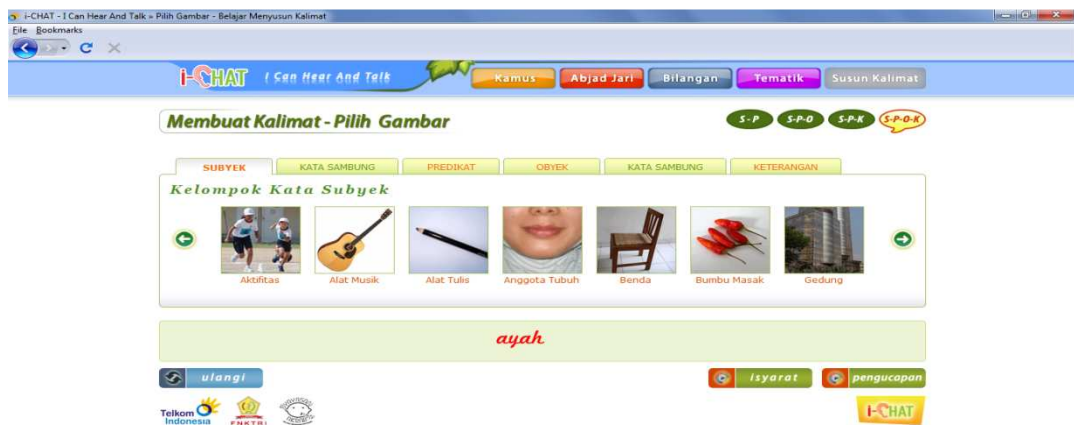 i-CHAT - I Can Hear And Talk » Pilih Gambar - Belajar Menyusun Kalimat
File Bookmarks
i-CHAT I Can Hear And Talk Kamus Abjad Jari Bilangan Tematik Susun Kalimat
Membuat Kalimat - Pilih Gambar S-P S-P-O S-P-K S-P-O-K
SUBYEK KATA SAMBUNG PREDIKAT OBYEK KATA SAMBUNG KETERANGAN
Kelompok Kata Subyek
Aktifitas Alat Musik Alat Tulis Anggota Tubuh Benda Bumbu Masak Gedung
ayah
ulangi isyarat pengucapan
Telkom Indonesia FNKTRI i-CHAT